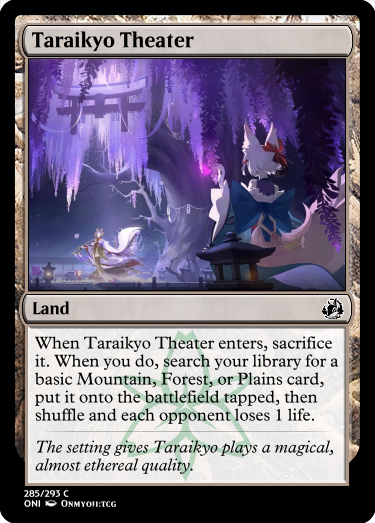 Taraikyo Theater
Land
When Taraikyo Theater enters, sacrifice
it. When you do, search your library for a
basic Mountain, Forest, or Plains card,
put it onto the battlefield tapped, then
shuffle and each opponent loses 1 life.
The setting gives Taraikyo plays a magical,
almost ethereal quality.
285/293 C
ONI Onmyoji:tcg